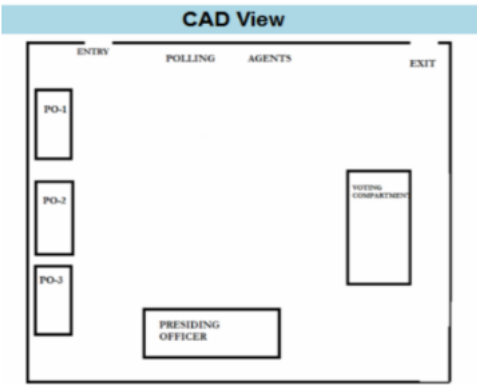 CAD View
ENTRY
POLLING AGENTS
EXIT
PO-1
PO-2
VOTING
COMPARTMENT
PO-3
PRESIDING
OFFICER